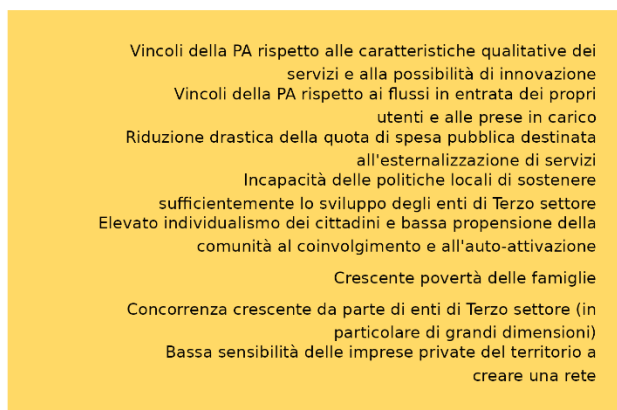 Vincoli della PA rispetto alle caratteristiche qualitative dei
servizi e alla possibilità di innovazione
Vincoli della PA rispetto ai flussi in entrata dei propri
utenti e alle prese in carico
Riduzione drastica della quota di spesa pubblica destinata
all'esternalizzazione di servizi
Incapacità delle politiche locali di sostenere
sufficientemente lo sviluppo degli enti di Terzo settore
Elevato individualismo dei cittadini e bassa propensione della
comunità al coinvolgimento e all'auto-attivazione
Crescente povertà delle famiglie
Concorrenza crescente da parte di enti di Terzo settore (in
particolare di grandi dimensioni)
Bassa sensibilità delle imprese private del territorio a
creare una rete